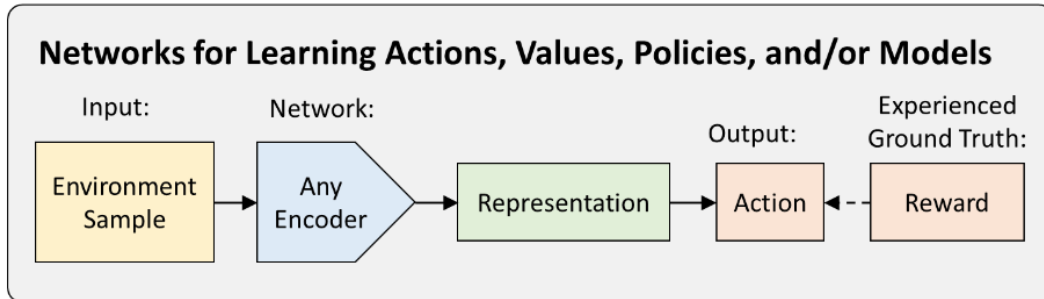 Networks for Learning Actions, Values, Policies, and/or Models
Input:
Network:
Output:
Experienced
Ground Truth:
Environment
Sample
Any
Encoder
Representation
Action
Reward